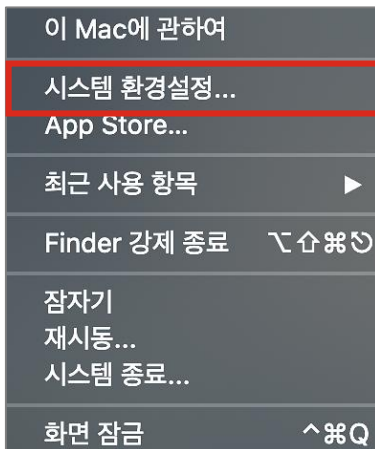 이 Mac에 관하여
시스템 환경설정...
App Store...
최근 사용 항목 ▶
Finder 강제 종료 ⌥⇧⌘⎋
잠자기
재시동...
시스템 종료...
화면 잠금 ^⌘Q